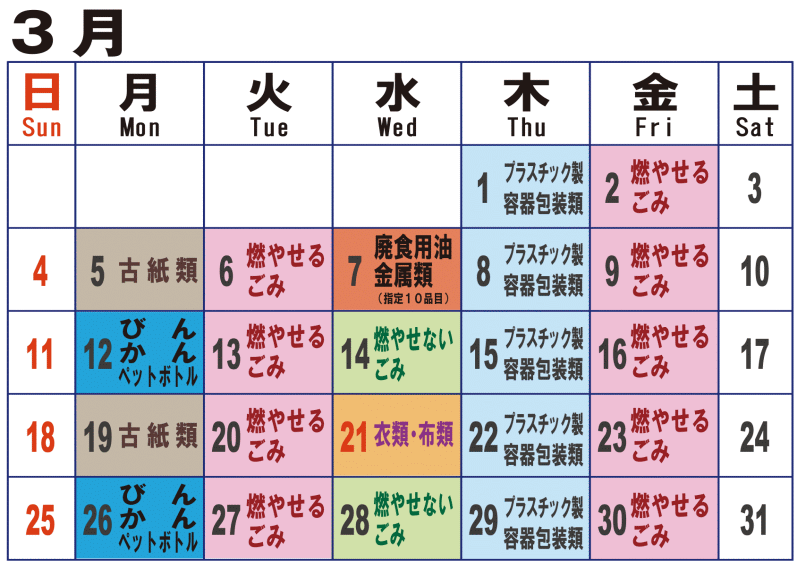 3月
日 月 火 水 木 金 土
Sun Mon Tue Wed Thu Fri Sat
1 プラスチック製
容器包装類
2 燃やせる
ごみ
3
4
5 古紙類
6 燃やせる
ごみ
7 廃食用油
金属類
(指定10品目)
8 プラスチック製
容器包装類
9 燃やせる
ごみ
10
11
12 びん
かん
ペットボトル
13 燃やせる
ごみ
14 燃やせない
ごみ
15 プラスチック製
容器包装類
16 燃やせる
ごみ
17
18
19 古紙類
20 燃やせる
ごみ
21 衣類・布類
22 プラスチック製
容器包装類
23 燃やせる
ごみ
24
25
26 びん
かん
ペットボトル
27 燃やせる
ごみ
28 燃やせない
ごみ
29 プラスチック製
容器包装類
30 燃やせる
ごみ
31